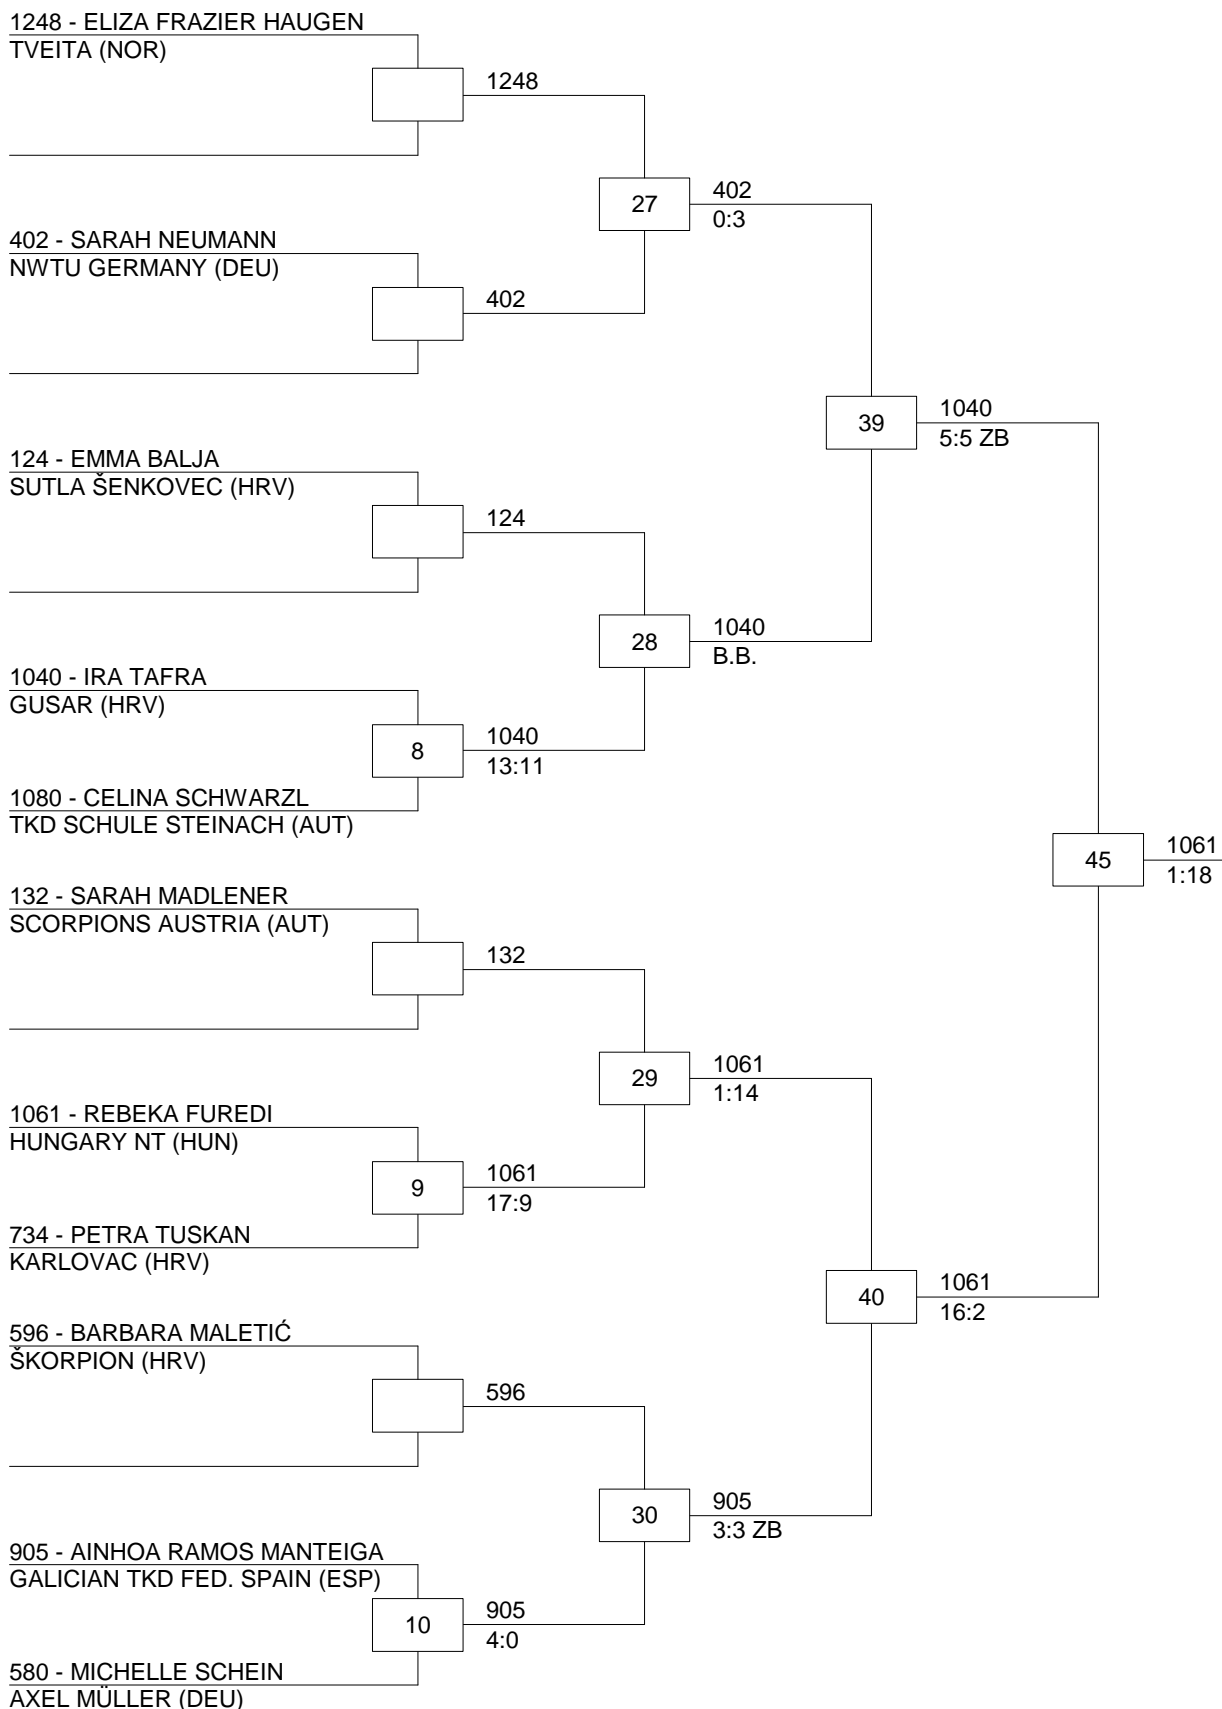 1248 - ELIZA FRAZIER HAUGEN
TVEITA (NOR)
1248
27
402
0:3
402 - SARAH NEUMANN
NWTU GERMANY (DEU)
402
39
1040
5:5 ZB
124 - EMMA BALJA
SUTLA ŠENKOVEC (HRV)
124
28
1040
B.B.
1040 - IRA TAFRA
GUSAR (HRV)
8
1040
13:11
1080 - CELINA SCHWARZL
TKD SCHULE STEINACH (AUT)
45
1061
1:18
132 - SARAH MADLENER
SCORPIONS AUSTRIA (AUT)
132
29
1061
1:14
1061 - REBEKA FUREDI
HUNGARY NT (HUN)
9
1061
17:9
734 - PETRA TUSKAN
KARLOVAC (HRV)
40
1061
16:2
596 - BARBARA MALETIĆ
ŠKORPION (HRV)
596
30
905
3:3 ZB
905 - AINHOA RAMOS MANTEIGA
GALICIAN TKD FED. SPAIN (ESP)
10
905
4:0
580 - MICHELLE SCHEIN
AXEL MÜLLER (DEU)